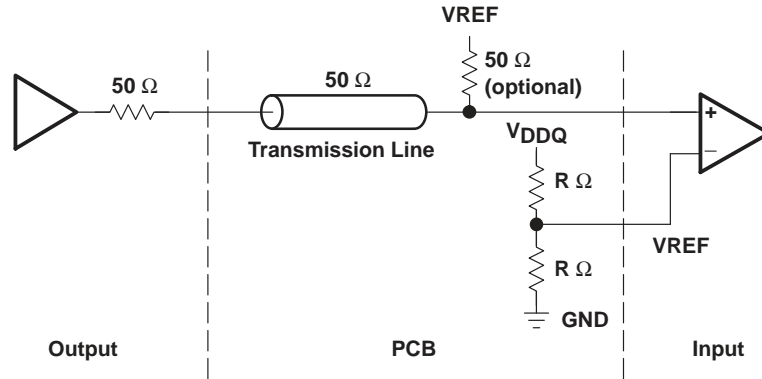 VREF
50 Ω
50 Ω
50 Ω
(optional)
+
Transmission Line
VDDQ
–
R Ω
VREF
R Ω
GND
Output
PCB
Input